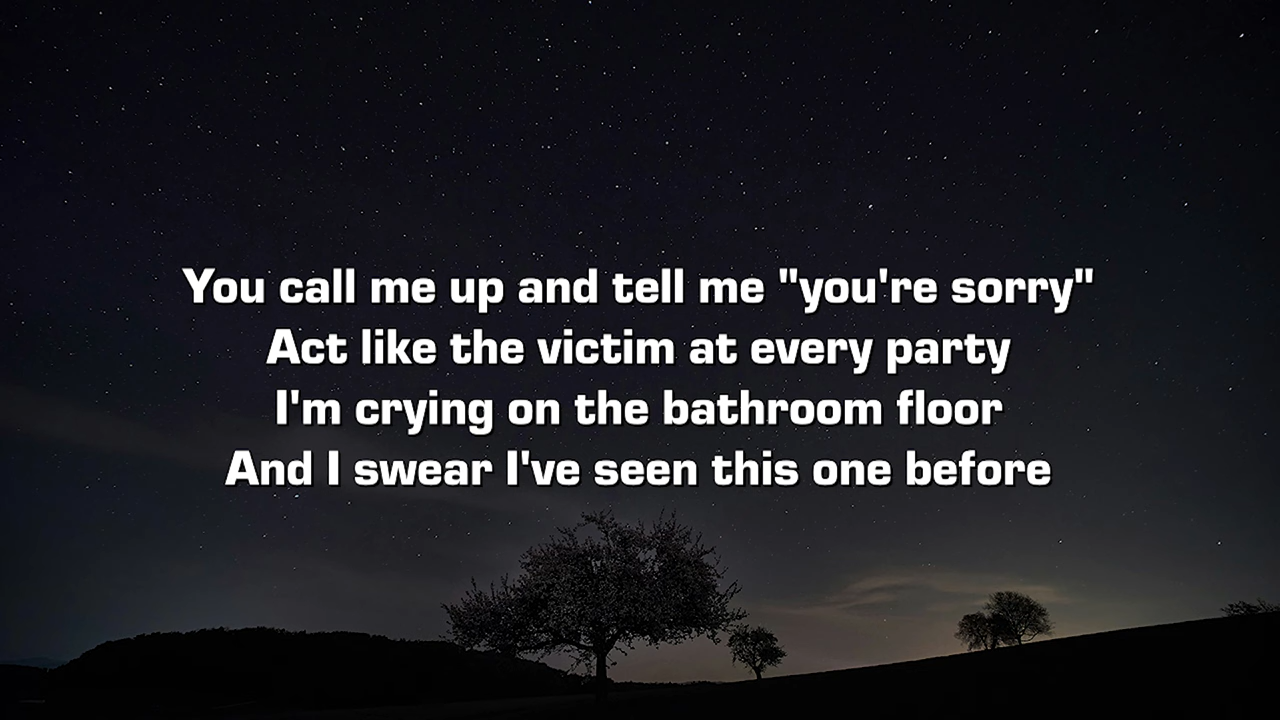 You call me up and tell me "you're sorry"
Act like the victim at every party
I'm crying on the bathroom floor
And I swear I've seen this one before